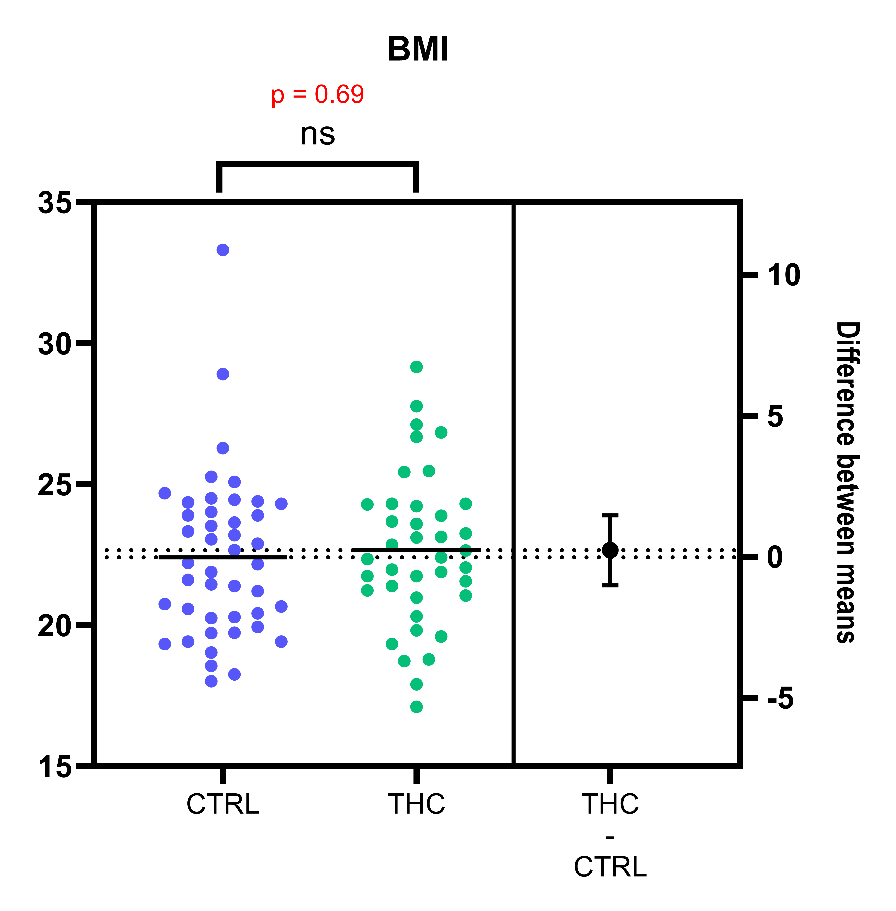 BMI
p = 0.69
ns
35
30
25
20
15
10
5
0
-5
Difference between means
CTRL
THC
THC
-
CTRL